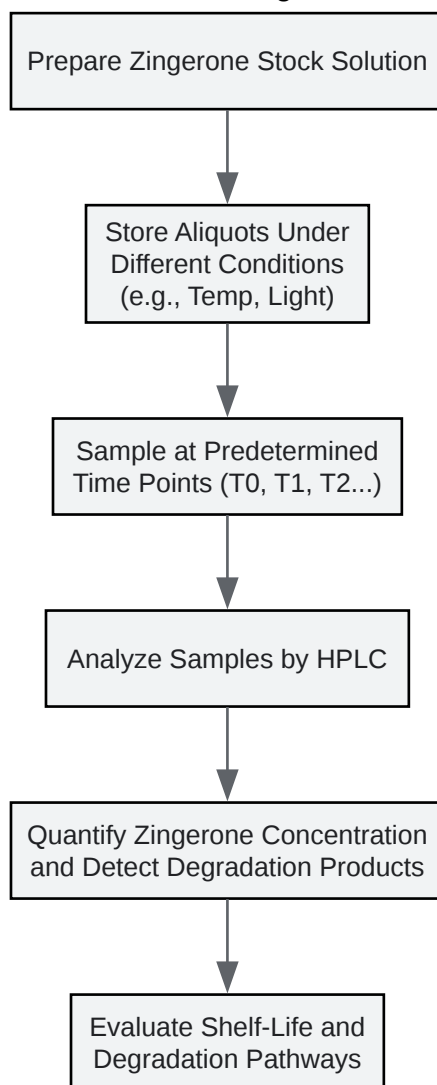 Prepare Zingerone Stock Solution
Store Aliquots Under
Different Conditions
(e.g., Temp, Light)
Sample at Predetermined
Time Points (T0, T1, T2...)
Analyze Samples by HPLC
Quantify Zingerone Concentration
and Detect Degradation Products
Evaluate Shelf-Life and
Degradation Pathways